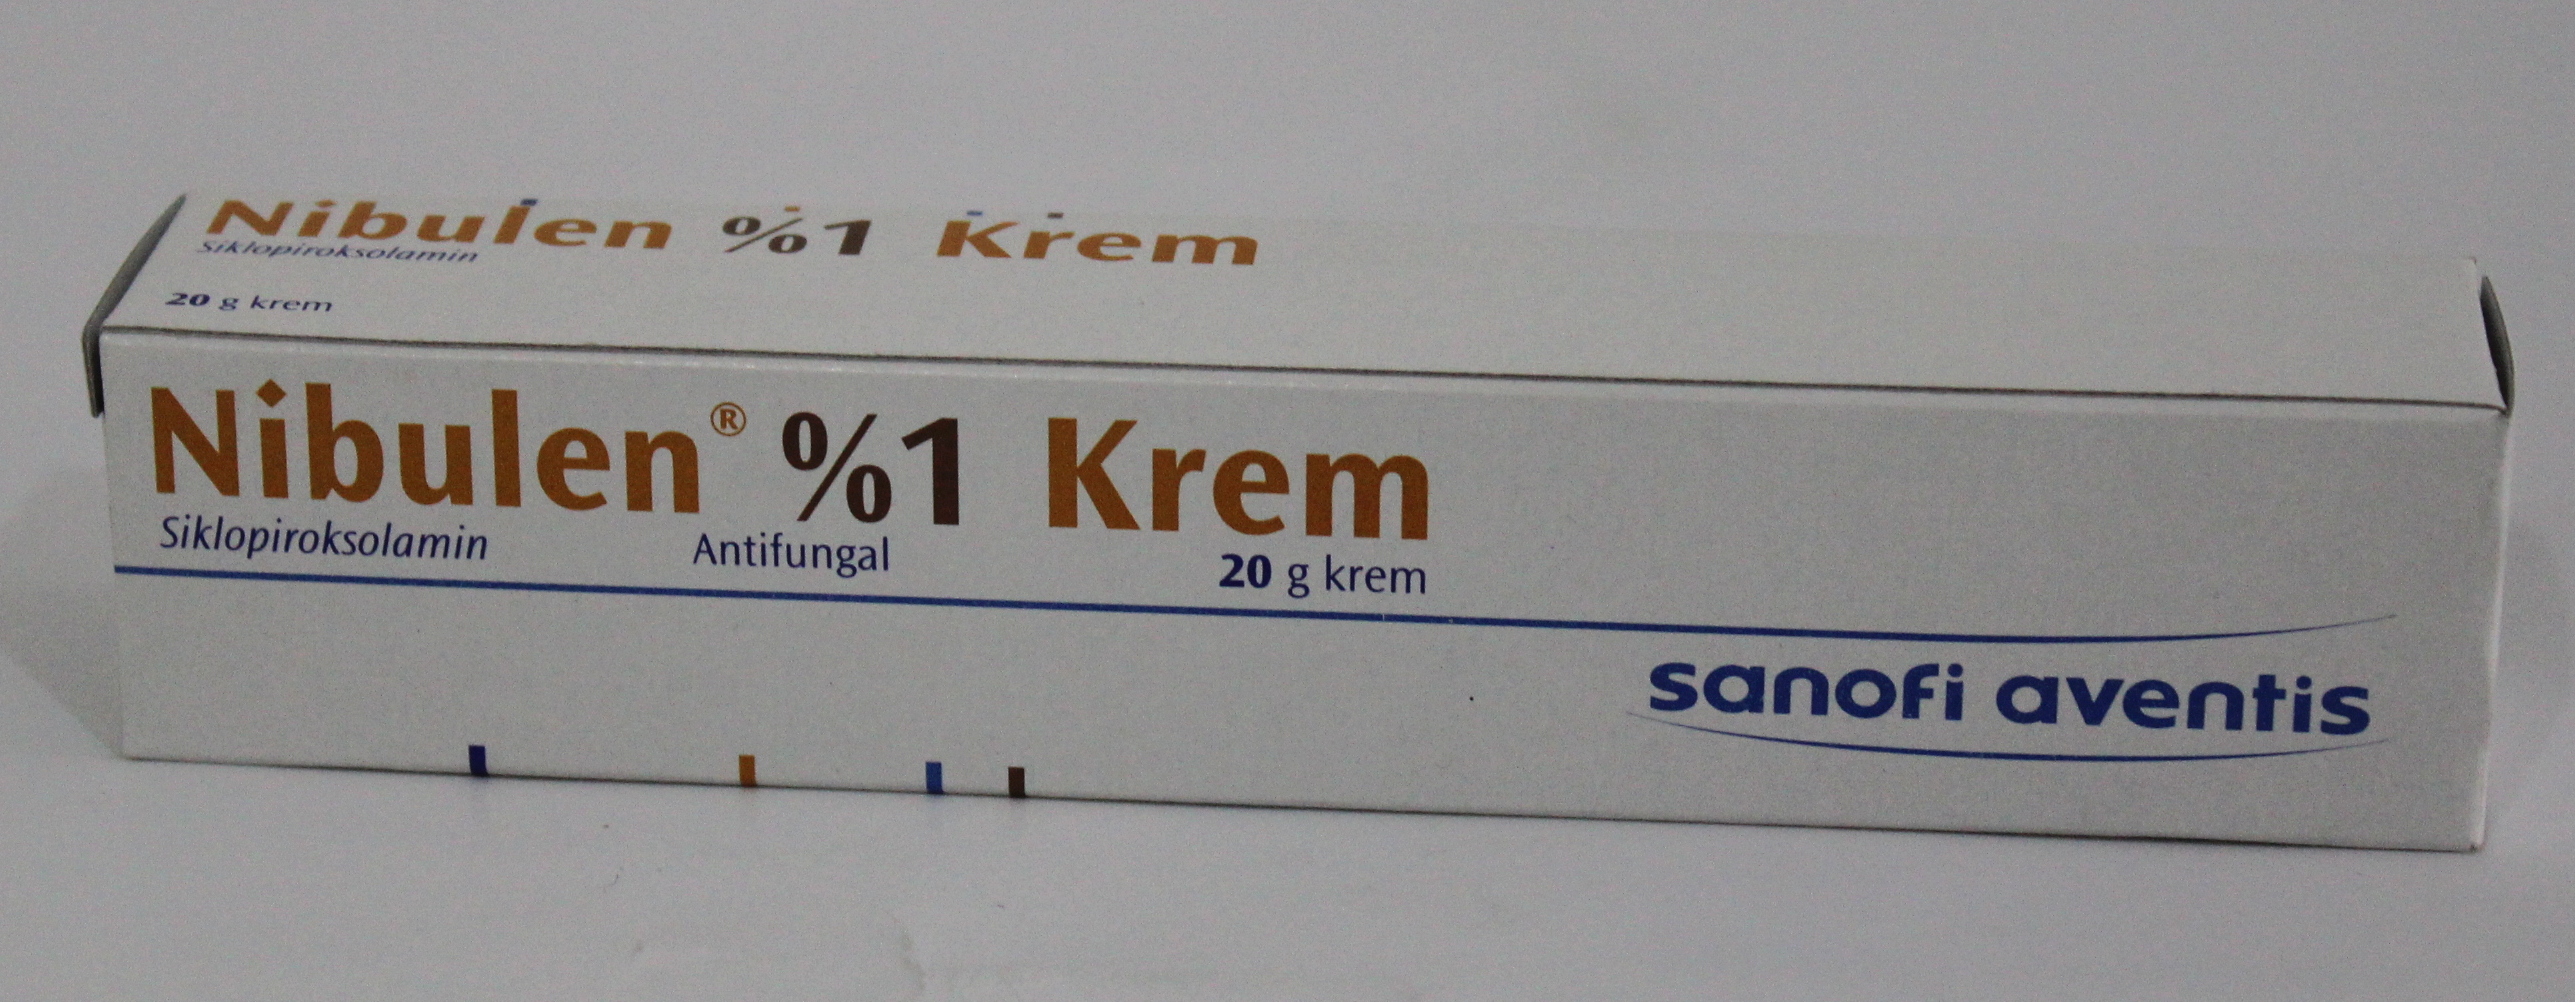 Nibulen %1 Krem
Siklopiroksolamin
20 g krem
Nibulen® %1 Krem
Siklopiroksolamin Antifungal 20 g krem
sanofi aventis